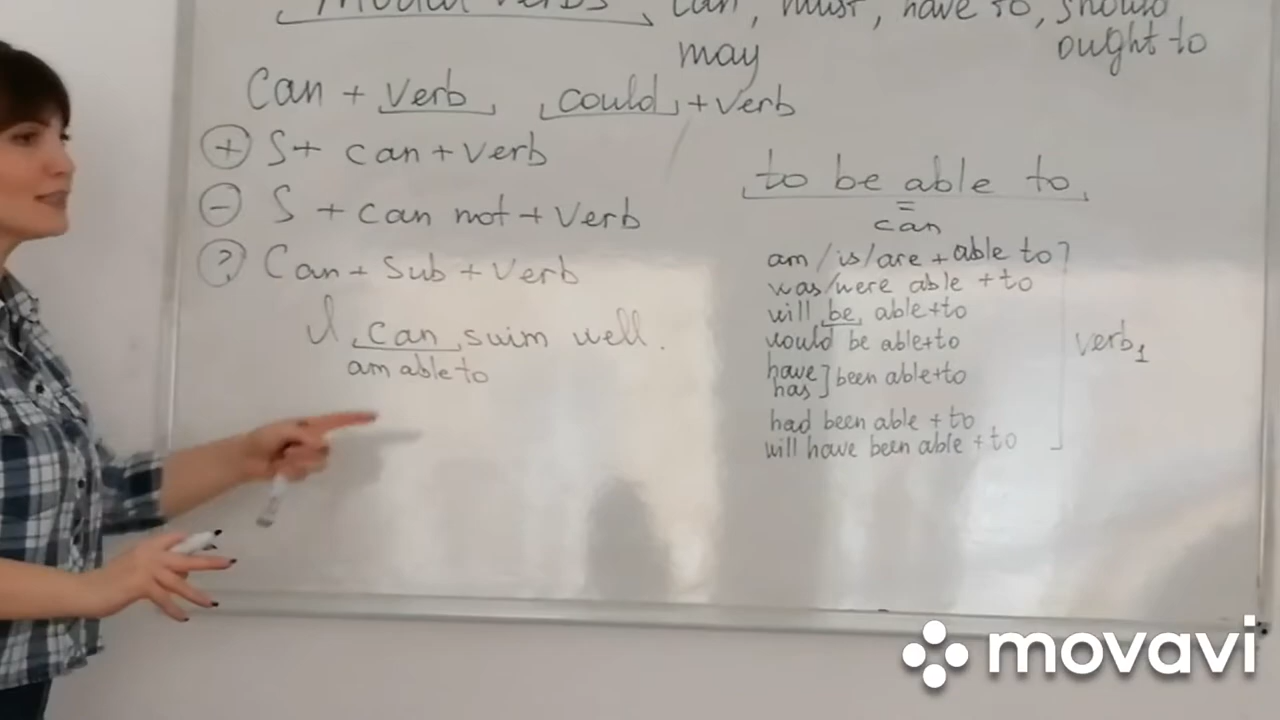 Modal verbs can, must, have to, should,
may ought to
Can + verb could + verb
+ S + can + verb
- S + can not + verb
? Can + Sub + verb
I can swim well.
am able to
to be able to
=
can
am / is / are + able to
was/were able + to
will be able + to
would be able + to
have
has ] been able + to
had been able + to
will have been able + to
verb1
movavi